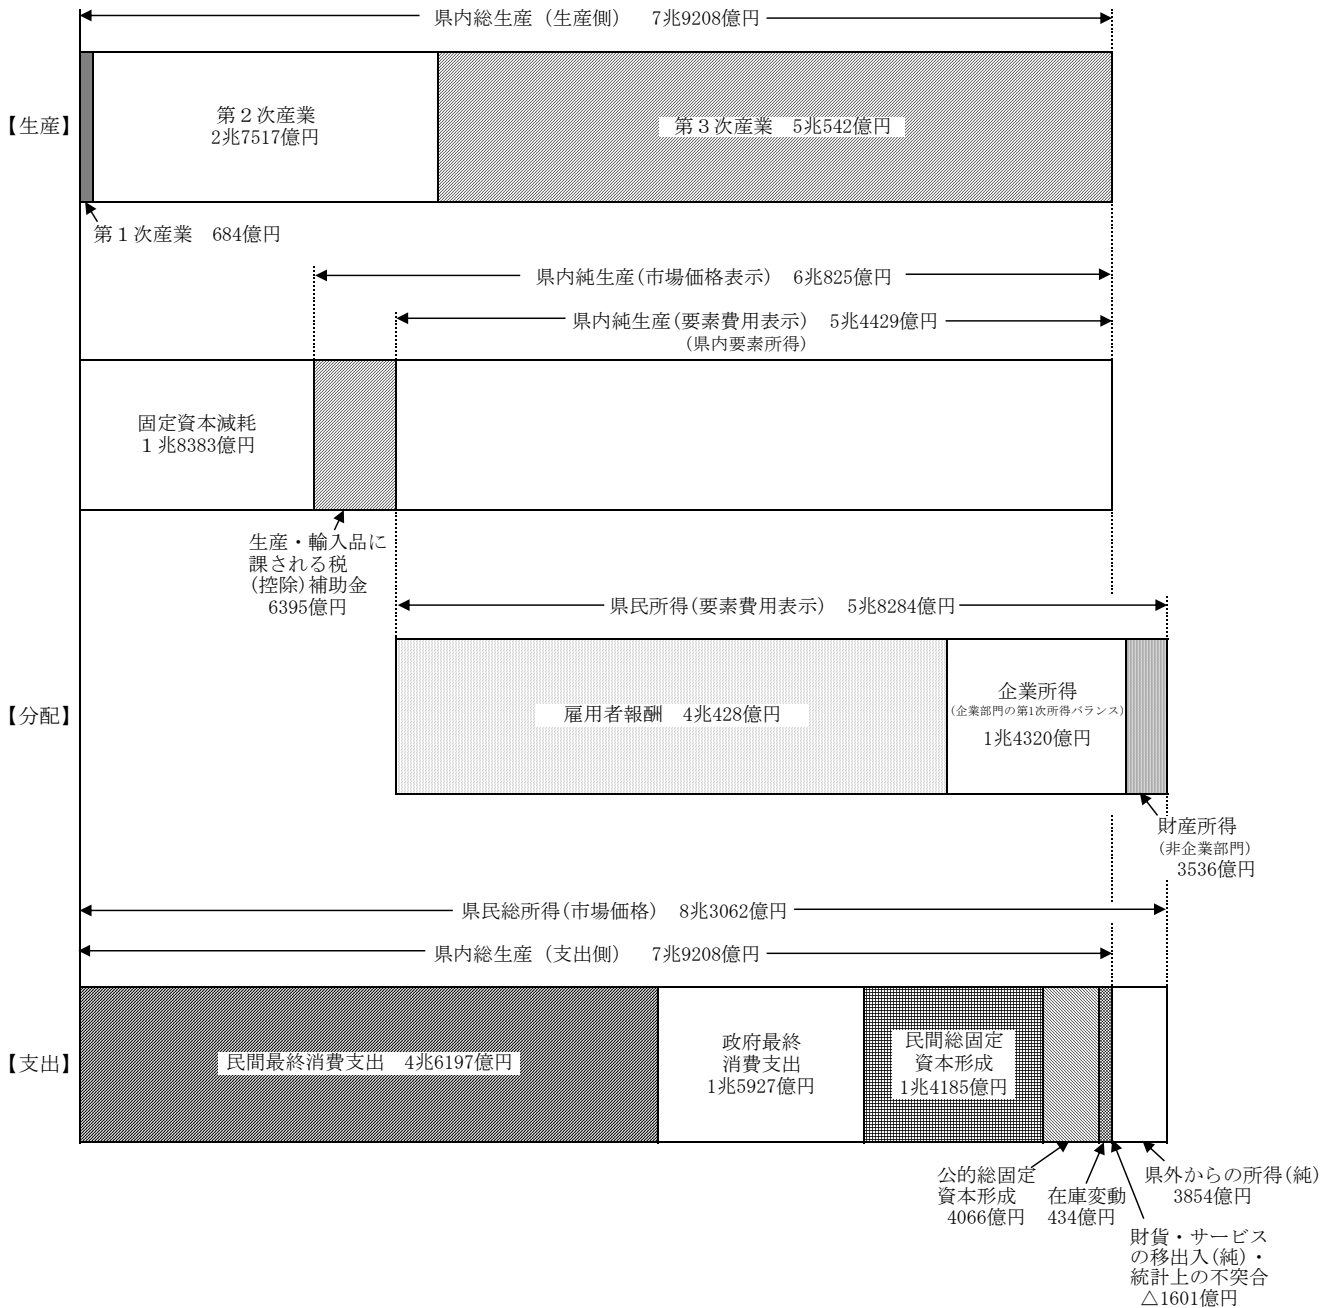 県内総生産（生産側）　7兆9208億円
【生産】
第２次産業
2兆7517億円
第３次産業　5兆542億円
第１次産業　684億円
県内純生産(市場価格表示)　6兆825億円
県内純生産(要素費用表示)　5兆4429億円
(県内要素所得)
固定資本減耗
１兆8383億円
生産・輸入品に
課される税
(控除)補助金
6395億円
県民所得(要素費用表示)　5兆8284億円
【分配】
雇用者報酬　4兆428億円
企業所得
(企業部門の第1次所得バランス)
1兆4320億円
財産所得
(非企業部門)
3536億円
県民総所得(市場価格)　8兆3062億円
県内総生産（支出側）　7兆9208億円
【支出】
民間最終消費支出　4兆6197億円
政府最終
消費支出
1兆5927億円
民間総固定
資本形成
1兆4185億円
公的総固定
資本形成
4066億円
在庫変動
434億円
県外からの所得(純)
3854億円
財貨・サービス
の移出入(純)・
統計上の不突合
△1601億円